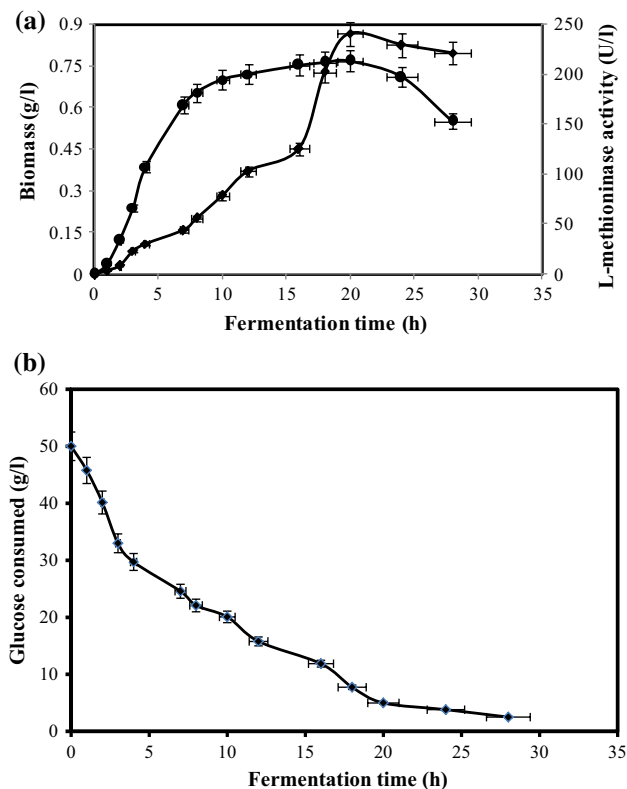 (a)
0.9
0.75
0.6
0.45
0.3
0.15
0
Biomass (g/l)
250
200
150
100
50
0
L-methioninase activity (U/l)
0 5 10 15 20 25 30 35
Fermentation time (h)
(b)
60
50
40
30
20
10
0
Glucose consumed (g/l)
0 5 10 15 20 25 30 35
Fermentation time (h)